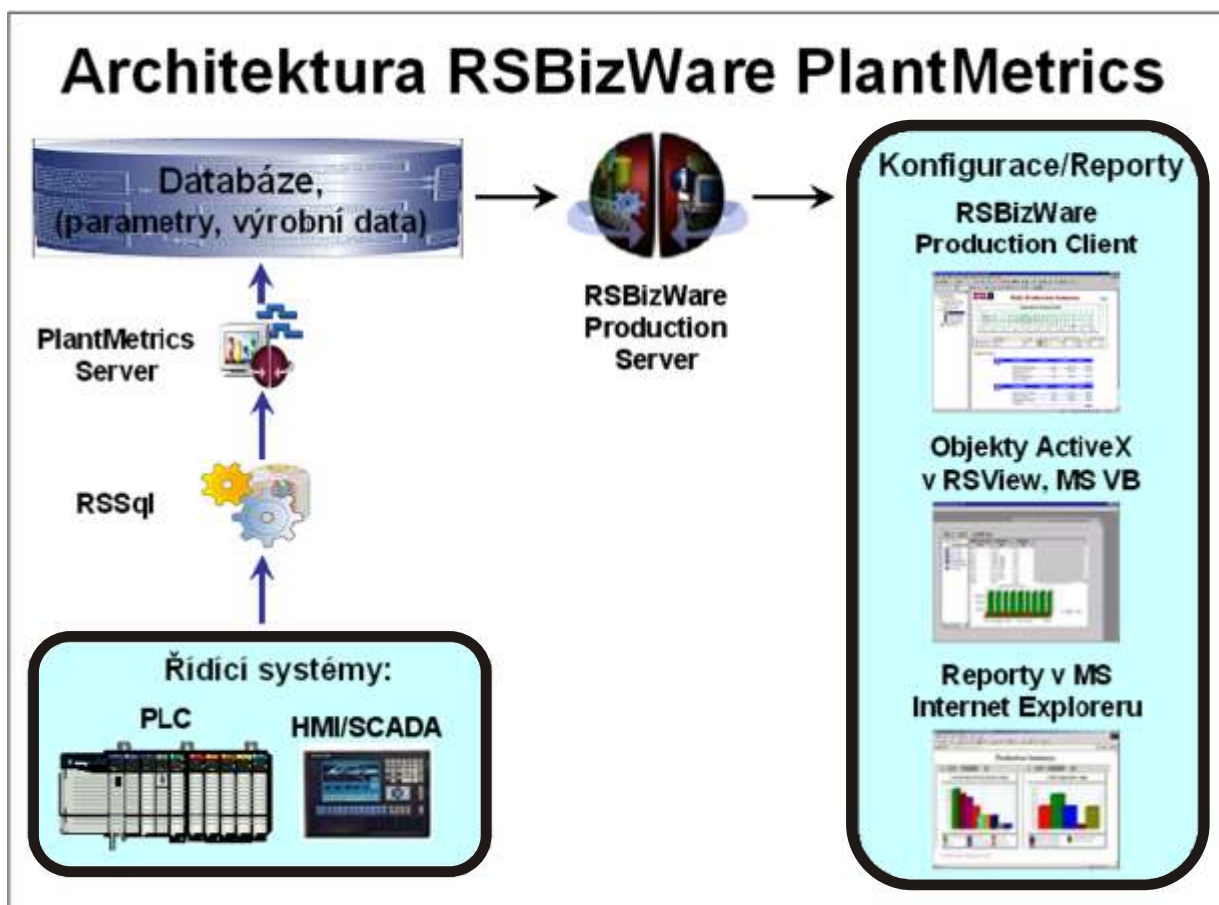 Architektura RSBizWare PlantMetrics
Databáze,
(parametry, výrobní data)
PlantMetrics
Server
RSSql
Řídící systémy:
PLC
HMI/SCADA
RSBizWare
Production
Server
Konfigurace/Reporty
RSBizWare
Production Client
Objekty ActiveX
v RSView, MS VB
Reporty v MS
Internet Exploreru